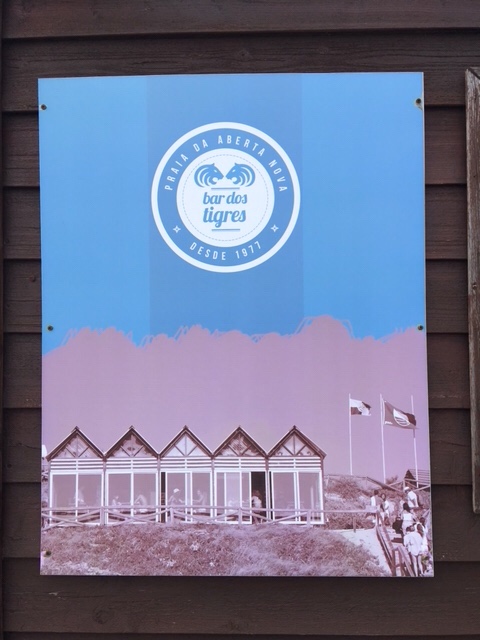 PRAIA DA ABERTA NOVA
bar dos
tigres
DESDE 1977